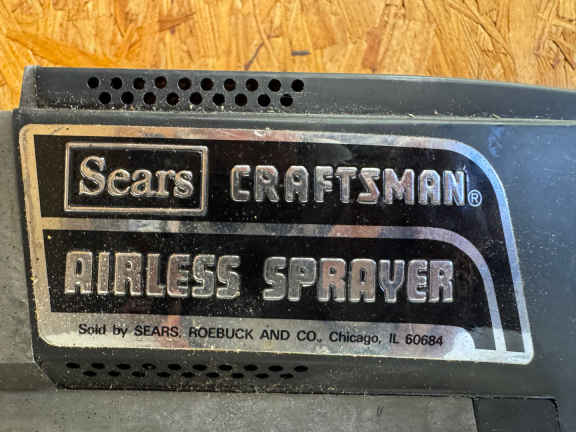 Sears CRAFTSMAN®
AIRLESS SPRAYER
Sold by SEARS, ROEBUCK AND CO., Chicago, IL 60684